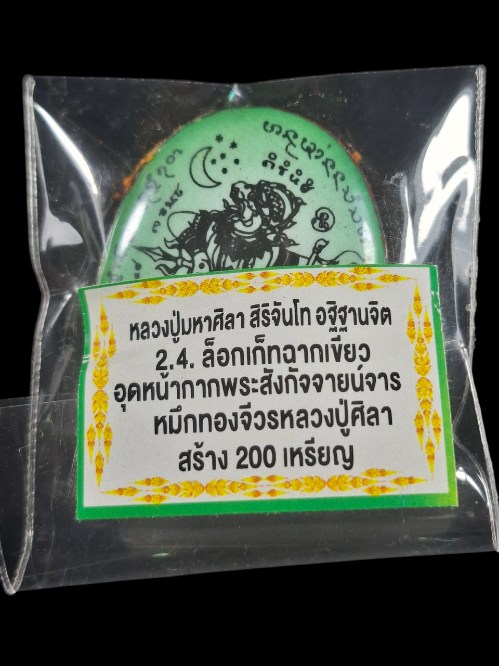 หลวงปู่มหาศิลา สิริจันโท อฐิฐานจิต
2.4. ล็อกเก็ทฉากเขียว
อุดหน้ากากพระสังกัจจายน์จาร
หมึกทองจีวรหลวงปู่ศิลา
สร้าง 200 เหรียญ